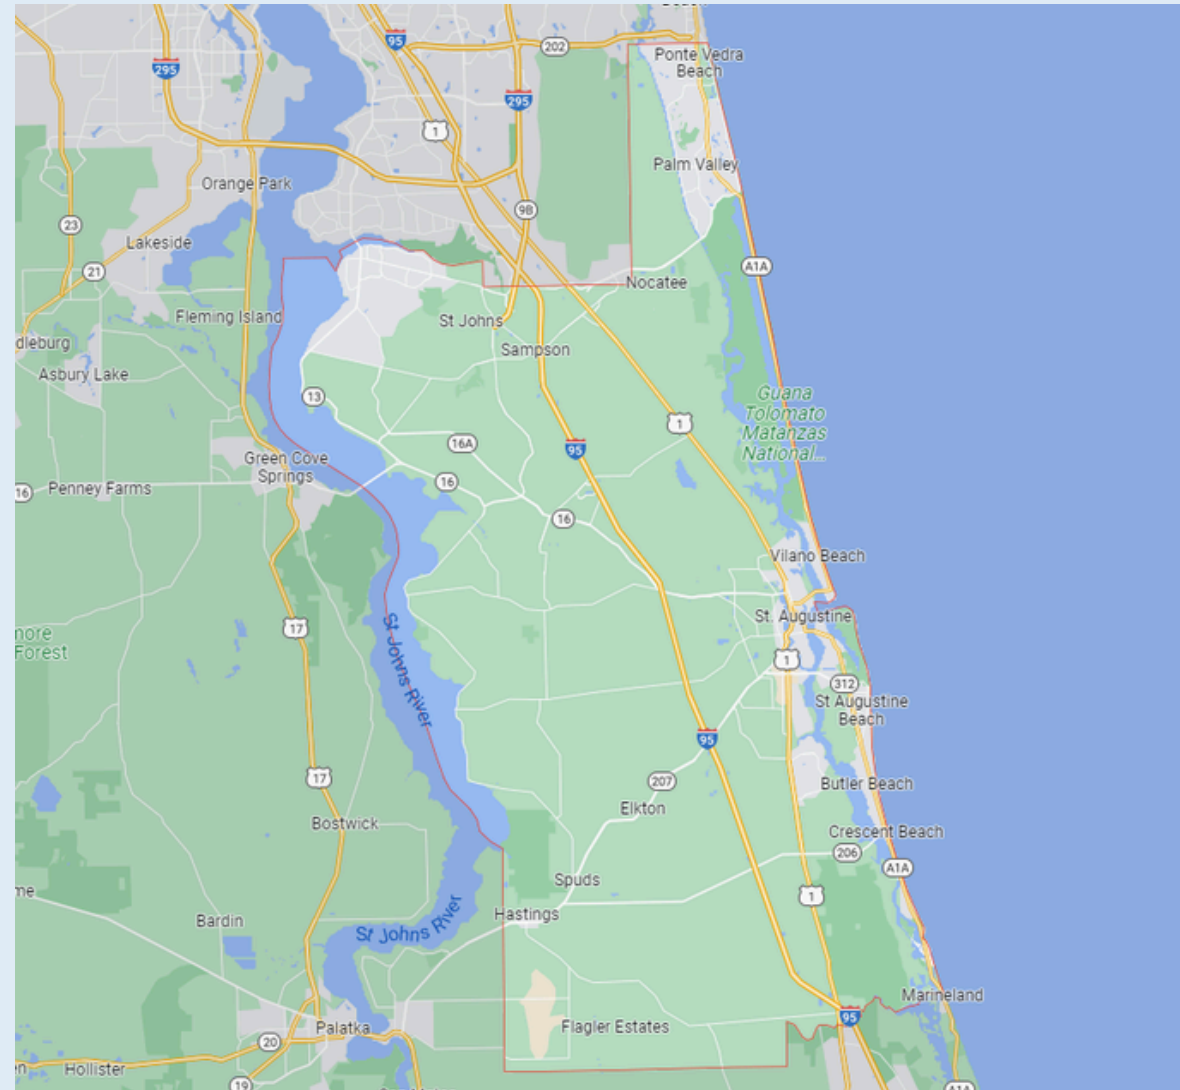 Ponte Vedra
Beach
95
202
295
295
1
Palm Valley
Orange Park
23
9B
Lakeside
21
A1A
Nocatee
Fleming Island
St Johns
dleburg
Sampson
Asbury Lake
13
Guana
Tolomato
Matanzas
National...
1
16A
95
Green Cove
Springs
16
16
Penney Farms
16
Vilano Beach
St. Augustine
17
more
Forest
1
St Johns River
312
St Augustine
Beach
95
17
207
Butler Beach
Elkton
Bostwick
Crescent Beach
206
A1A
Spuds
me
1
Hastings
Bardin
St Johns River
Marineland
95
Palatka
Flagler Estates
20
en
Hollister
19
A1A